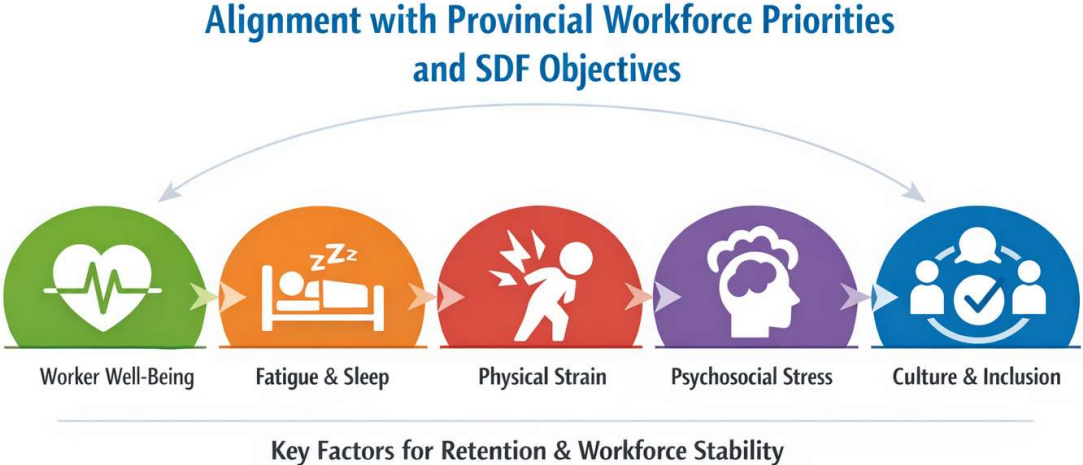 Alignment with Provincial Workforce Priorities
and SDF Objectives
zzz
Worker Well-Being
Fatigue & Sleep
Physical Strain
Psychosocial Stress
Culture & Inclusion
Key Factors for Retention & Workforce Stability